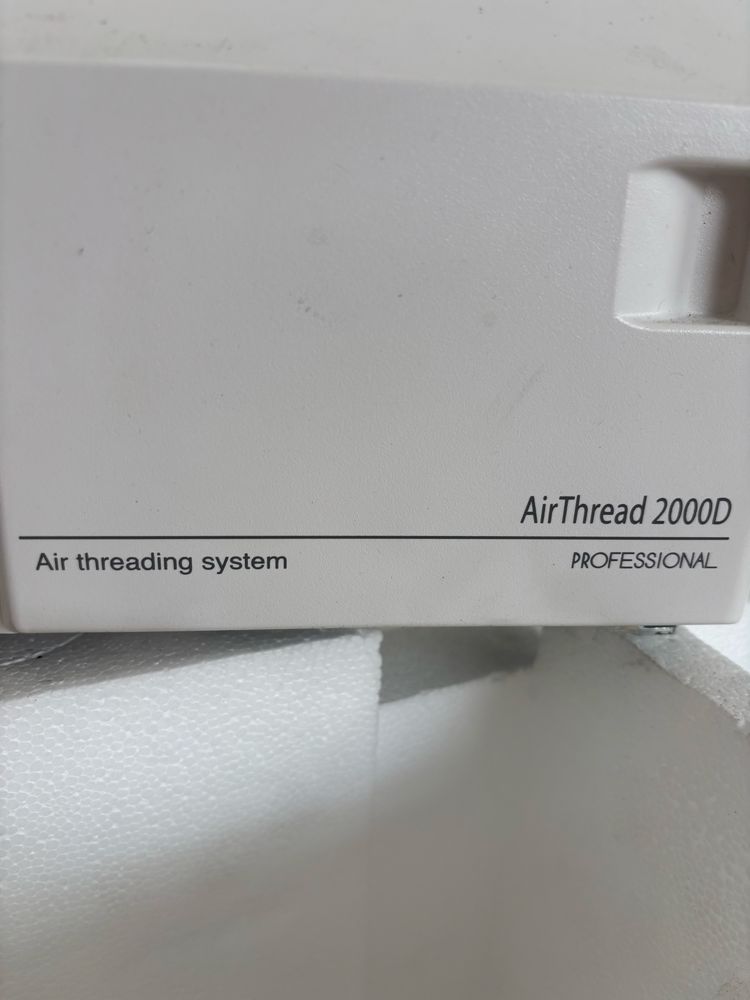 AirThread 2000D
Air threading system
PROFESSIONAL